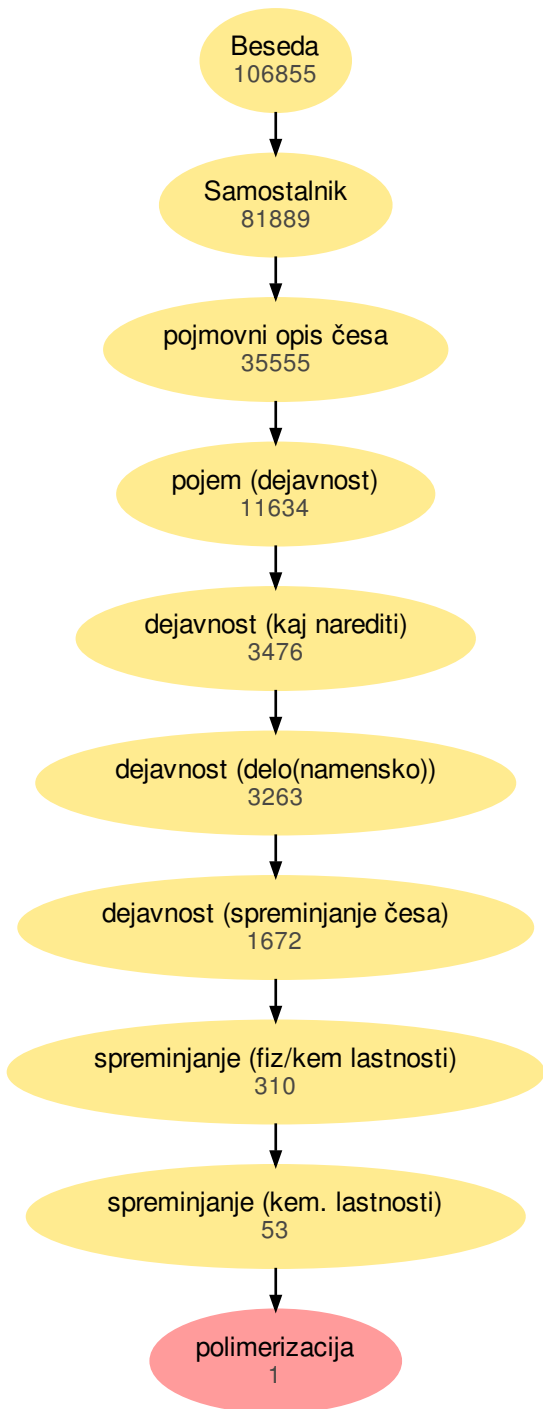 Beseda
106855
Samostalnik
81889
pojmovni opis česa
35555
pojem (dejavnost)
11634
dejavnost (kaj narediti)
3476
dejavnost (delo(namensko))
3263
dejavnost (spreminjanje česa)
1672
spreminjanje (fiz/kem lastnosti)
310
spreminjanje (kem. lastnosti)
53
polimerizacija
1